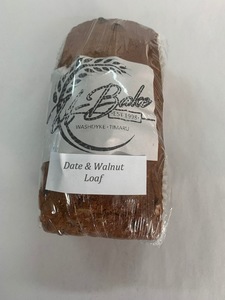 Bake
EST 1938
WASHDYKE - TIMARU
Date & Walnut
Loaf